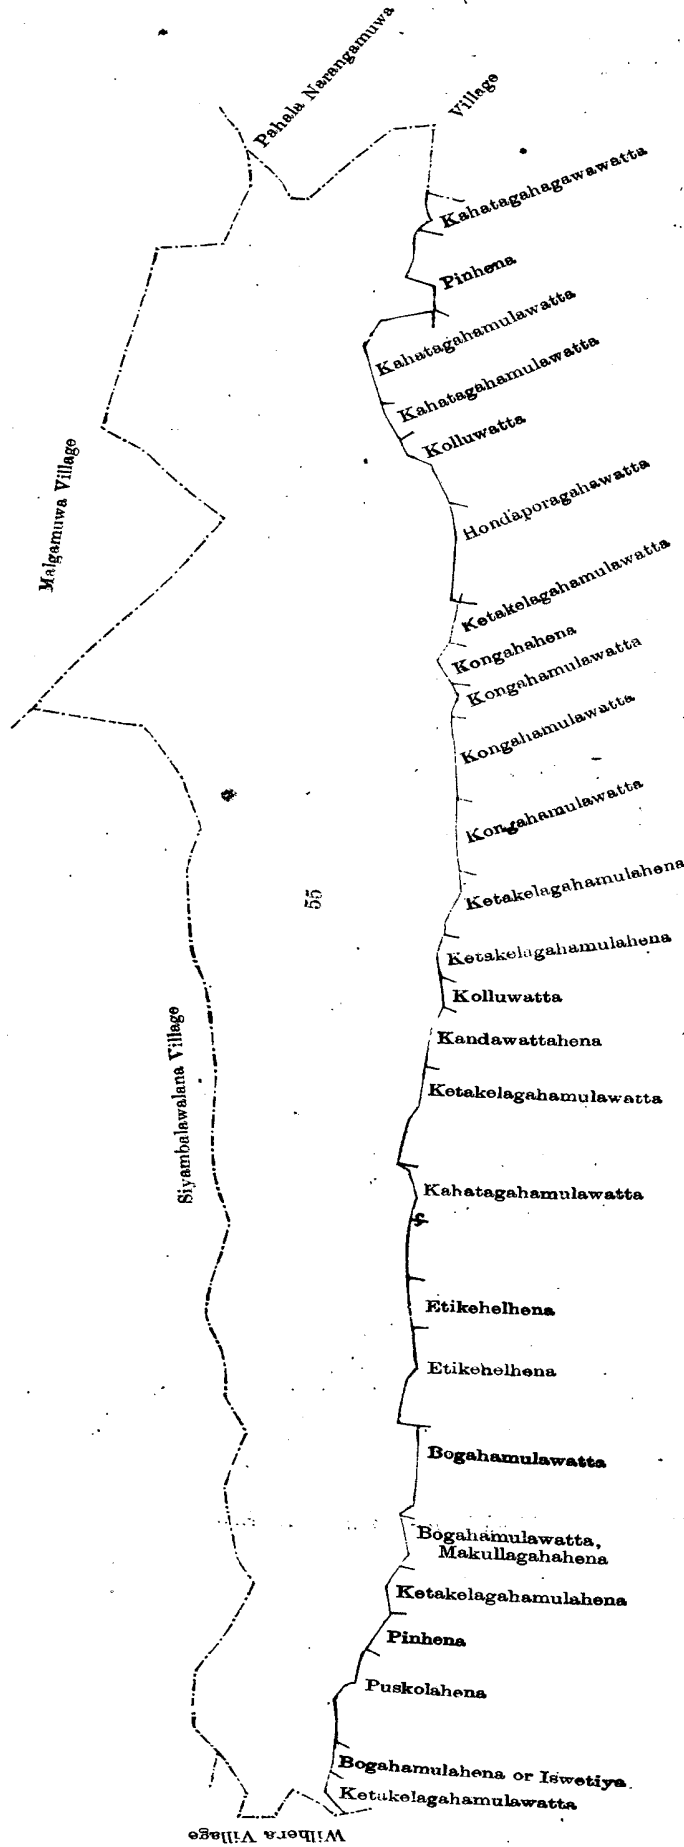 Pahala Narangamuwa
Village
Kahatagahagawawatta
Pinhena
Kahatagahamulawatta
Kahatagahamulawatta
Kolluwatta
Malgamuwa Village
Hondaporagahawatta
Ketakelagahamulawatta
Kongahahena
Kongahamulawatta
Kongahamulawatta
Kongahamulawatta
55
Ketakelagahamulahena
Ketakelagahamulahena
Kolluwatta
Siyambalawalana Village
Kandawattahena
Ketakelagahamulawatta
Kahatagahamulawatta
Etikehelhena
Etikehelhena
Bogahamulawatta
Bogahamulawatta,
Makullagahahena
Ketakelagahamulahena
Pinhena
Puskolahena
Bogahamulahena or Iswetiya
Ketakelagahamulawatta
Wilbera Village